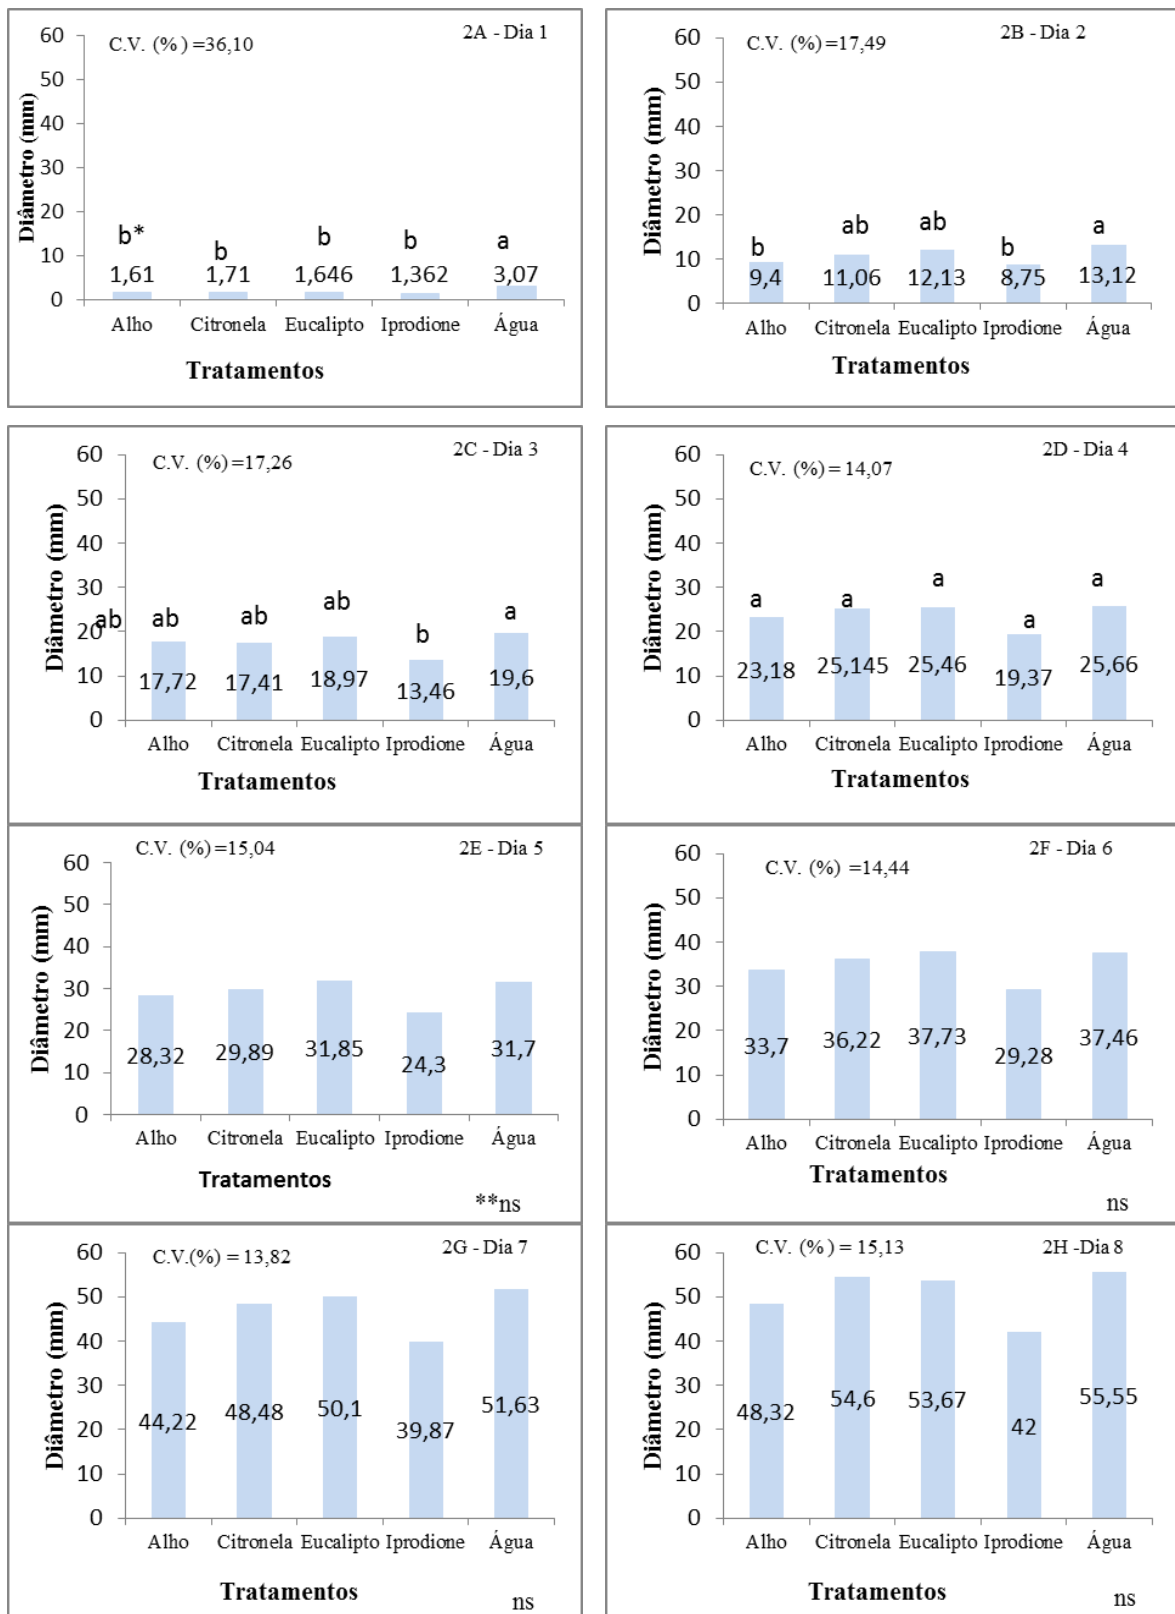 2A - Dia 1
C.V. (%) =36,10
Diâmetro (mm)
60
50
40
30
20
10
0
b* b b b a
1,61 1,71 1,646 1,362 3,07
Alho Citronela Eucalipto Iprodione Água
Tratamentos
2B - Dia 2
C.V. (%) =17,49
Diâmetro (mm)
60
50
40
30
20
10
0
b ab ab b a
9,4 11,06 12,13 8,75 13,12
Alho Citronela Eucalipto Iprodione Água
Tratamentos
2C - Dia 3
C.V. (%) =17,26
Diâmetro (mm)
60
50
40
30
20
10
0
ab ab ab ab b a
17,72 17,41 18,97 13,46 19,6
Alho Citronela Eucalipto Iprodione Água
Tratamentos
2D - Dia 4
C.V. (%) = 14,07
Diâmetro (mm)
60
50
40
30
20
10
0
a a a a a
23,18 25,145 25,46 19,37 25,66
Alho Citronela Eucalipto Iprodione Água
Tratamentos
2E - Dia 5
C.V. (%) =15,04
Diâmetro (mm)
60
50
40
30
20
10
0
28,32 29,89 31,85 24,3 31,7
Alho Citronela Eucalipto Iprodione Água
Tratamentos
**ns
2F - Dia 6
C.V. (%) =14,44
Diâmetro (mm)
60
50
40
30
20
10
0
33,7 36,22 37,73 29,28 37,46
Alho Citronela Eucalipto Iprodione Água
Tratamentos
ns
2G - Dia 7
C.V.(%) = 13,82
Diâmetro (mm)
60
50
40
30
20
10
0
44,22 48,48 50,1 39,87 51,63
Alho Citronela Eucalipto Iprodione Água
Tratamentos
ns
2H -Dia 8
C.V. (%) = 15,13
Diâmetro (mm)
60
50
40
30
20
10
0
48,32 54,6 53,67 42 55,55
Alho Citronela Eucalipto Iprodione Água
Tratamentos
ns